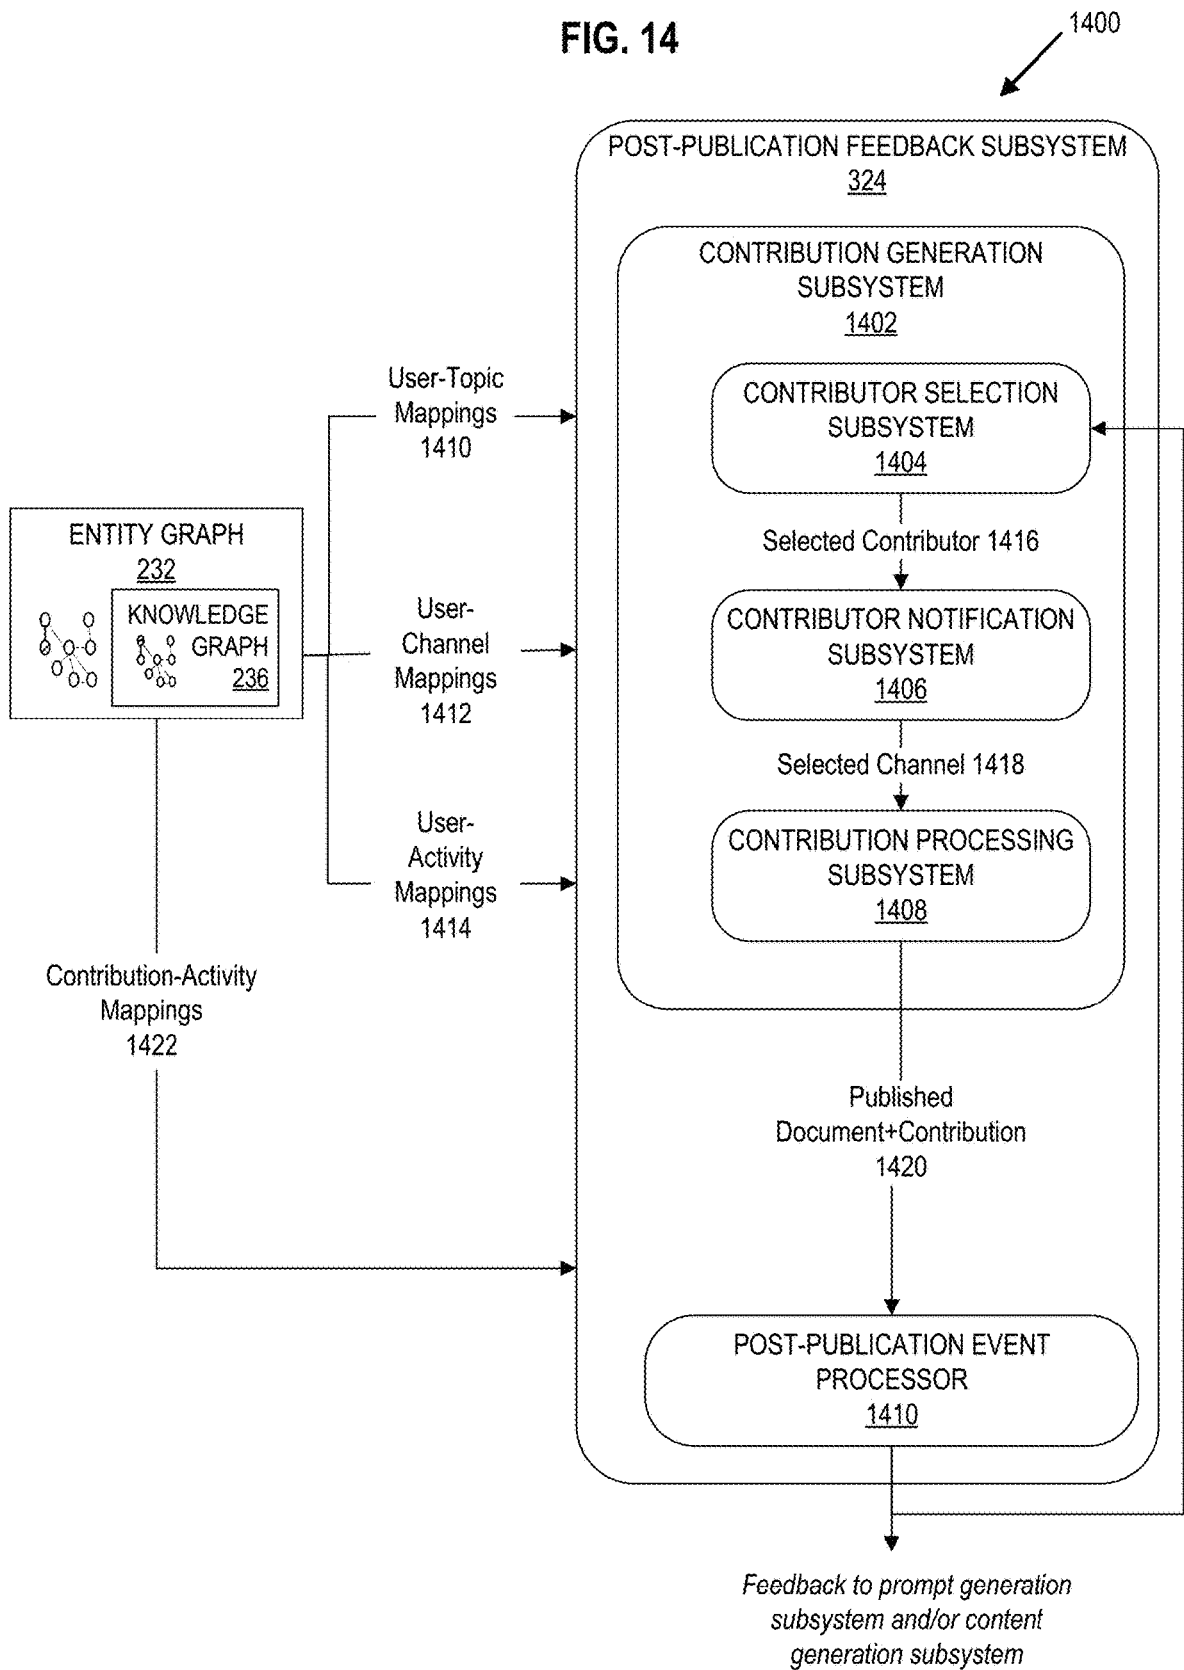 FIG. 14
1400
POST-PUBLICATION FEEDBACK SUBSYSTEM
324
CONTRIBUTION GENERATION
SUBSYSTEM
1402
User-Topic
Mappings
1410
CONTRIBUTOR SELECTION
SUBSYSTEM
1404
ENTITY GRAPH
232
KNOWLEDGE
GRAPH
236
Selected Contributor 1416
User-
Channel
Mappings
1412
CONTRIBUTOR NOTIFICATION
SUBSYSTEM
1406
Selected Channel 1418
User-
Activity
Mappings
1414
CONTRIBUTION PROCESSING
SUBSYSTEM
1408
Contribution-Activity
Mappings
1422
Published
Document+Contribution
1420
POST-PUBLICATION EVENT
PROCESSOR
1410
Feedback to prompt generation
subsystem and/or content
generation subsystem